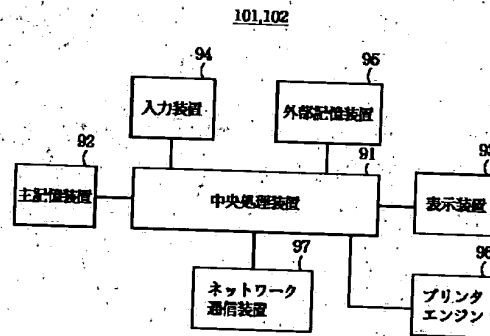 101,102
94
95
入力装置
外部記憶装置
92
91
93
主記憶装置
中央処理装置
表示装置
97
96
ネットワーク
通信装置
プリンタ
エンジン